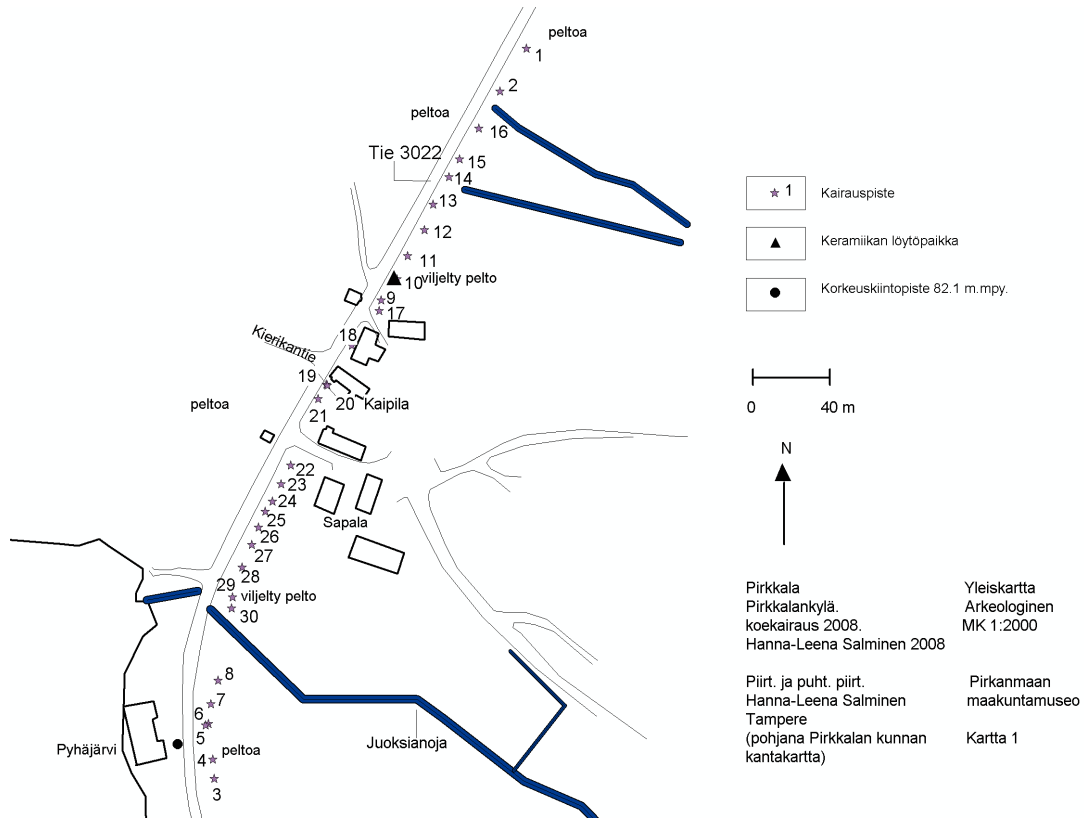 peltoa
1
2
peltoa
16
Tie 3022
15
14
13
12
11
10
viljelty pelto
9
17
18
Kierikantie
19
20
Kaipila
peltoa
21
22
23
24
25
Sapala
26
27
28
29
viljelty pelto
30
8
7
6
5
peltoa
Pyhäjärvi
4
3
Juoksianoja
1
Kairauspiste
Keramiikan löytöpaikka
Korkeuskiintopiste 82.1 m.mpy.
0 40 m
N
Pirkkala Yleiskartta
Pirkkalankylä. Arkeologinen
koekairaus 2008. MK 1:2000
Hanna-Leena Salminen 2008
Piirt. ja puht. piirt. Pirkanmaan
Hanna-Leena Salminen maakuntamuseo
Tampere
(pohjana Pirkkalan kunnan Kartta 1
kantakartta)